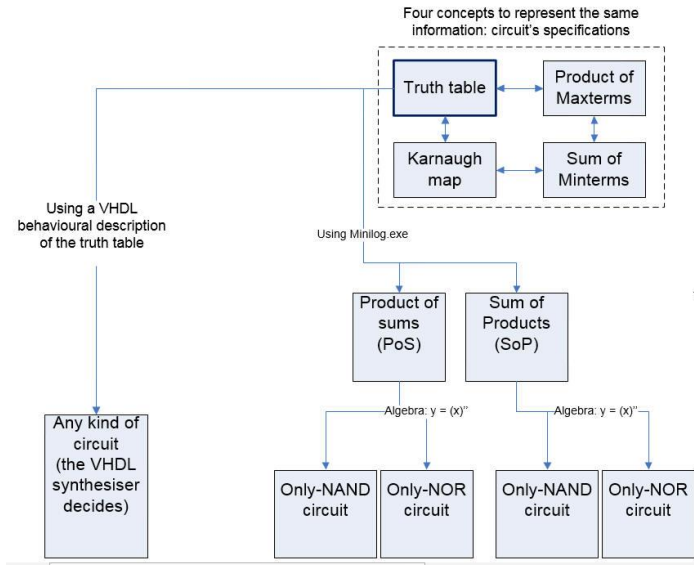 Four concepts to represent the same
information: circuit's specifications
Truth table
Product of
Maxterms
Karnaugh
map
Sum of
Minterms
Using a VHDL
behavioural description
of the truth table
Using Minilog.exe
Product of
sums
(PoS)
Sum of
Products
(SoP)
Algebra: y = (x)''
Algebra: y = (x)''
Any kind of
circuit
(the VHDL
synthesiser
decides)
Only-NAND
circuit
Only-NOR
circuit
Only-NAND
circuit
Only-NOR
circuit